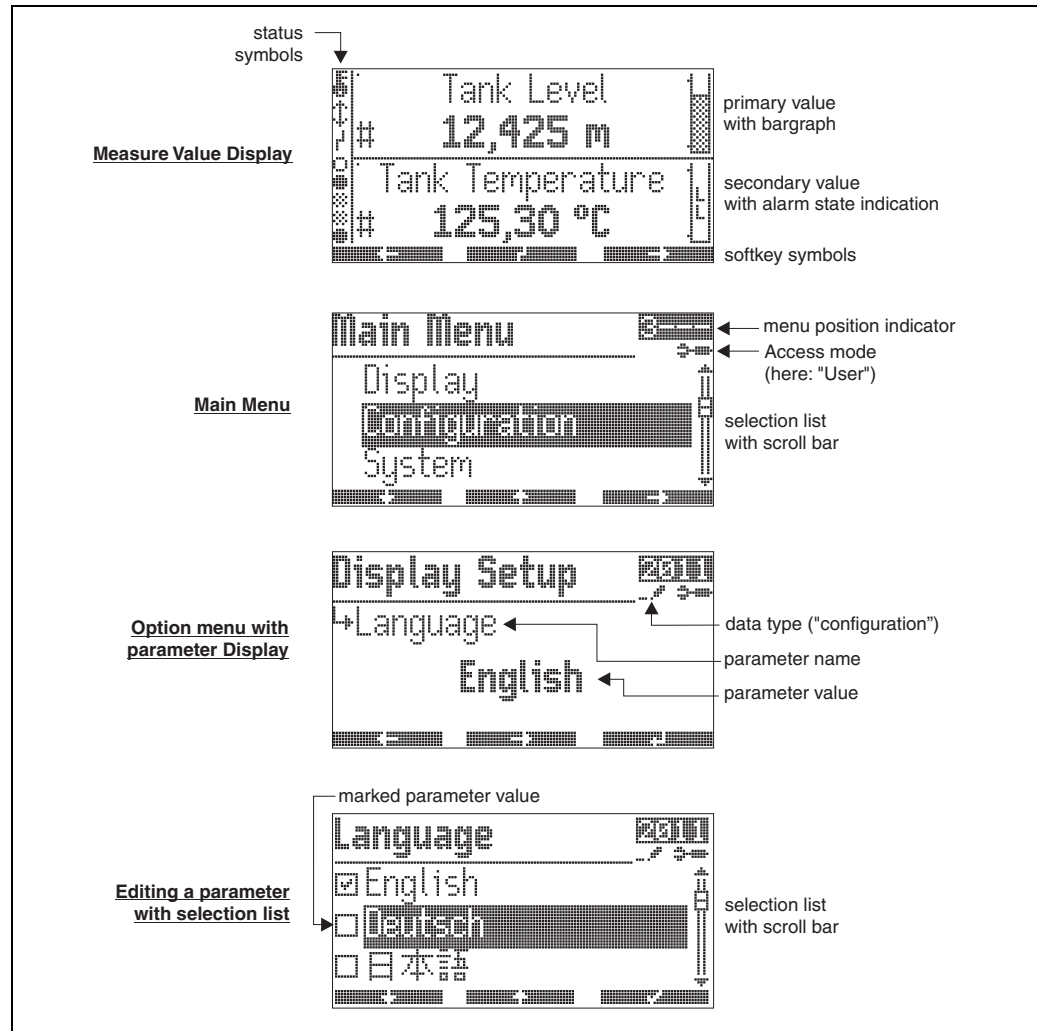 status
symbols
Measure Value Display
Tank Level
12,425 m
Tank Temperature
125,30 °C
primary value
with bargraph
secondary value
with alarm state indication
softkey symbols
Main Menu
Main Menu
3---
Display
Configuration
System
menu position indicator
Access mode
(here: "User")
selection list
with scroll bar
Option menu with
parameter Display
Display Setup
2011
Language
English
data type ("configuration")
parameter name
parameter value
marked parameter value
Editing a parameter
with selection list
Language
2011
English
Deutsch
日本語
selection list
with scroll bar